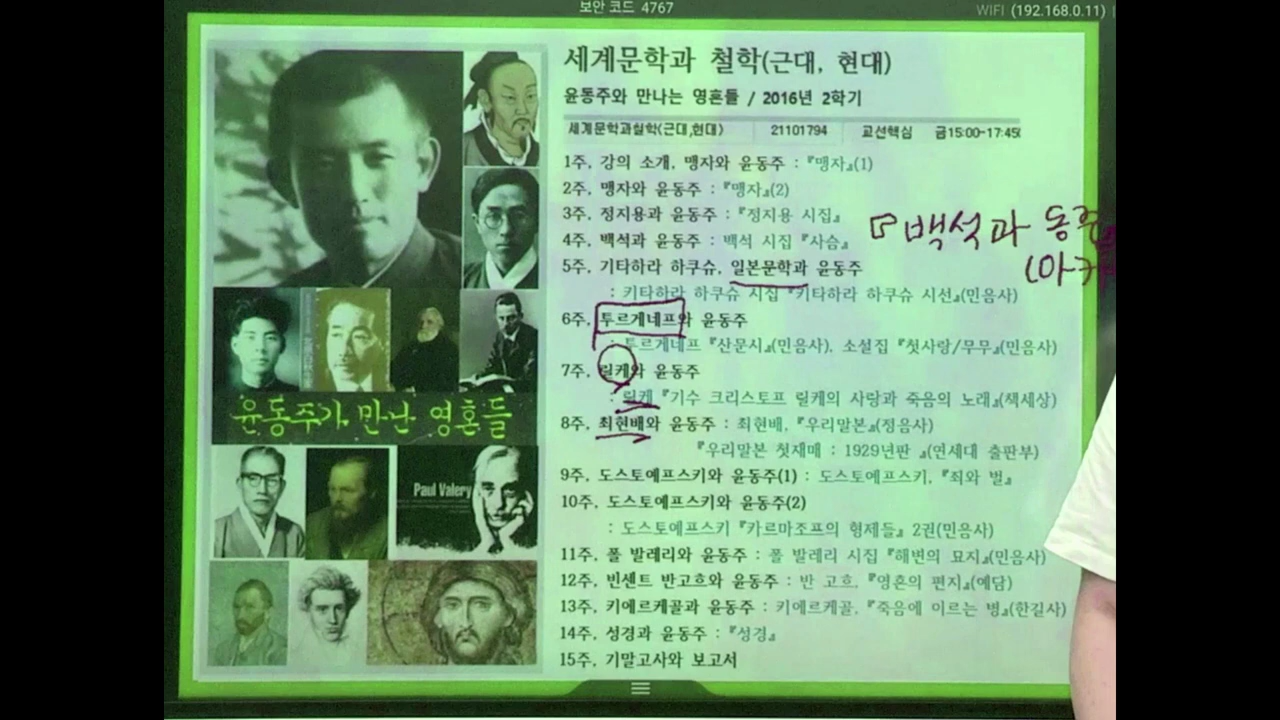 보안 코드 4767
WIFI (192.168.0.11)
세계문학과 철학(근대, 현대)
윤동주와 만나는 영혼들 / 2016년 2학기
세계문학과철학(근대,현대) 21101794 교선핵심 금15:00-17:45(
1주. 강의 소개, 맹자와 윤동주 : 『맹자』(1)
2주. 맹자와 윤동주 : 『맹자』(2)
3주. 정지용과 윤동주 : 『정지용 시집』
4주. 백석과 윤동주 : 백석 시집 『사슴』
『백석과 동주
(아카
5주. 기타하라 하쿠슈, 일본문학과 윤동주
: 키타하라 하쿠슈 시집 『키타하라 하쿠슈 시선』(민음사)
6주. 투르게네프와 윤동주
: 투르게네프 『산문시』(민음사). 소설집 『첫사랑/무무』(민음사)
7주. 릴케와 윤동주
: 릴케 『기수 크리스토프 릴케의 사랑과 죽음의 노래』(책세상)
8주. 최현배와 윤동주 : 최현배, 『우리말본』(정음사)
『우리말본 첫재매 : 1929년판 』(연세대 출판부)
9주. 도스토예프스키와 윤동주(1) : 도스토예프스키, 『죄와 벌』
10주. 도스토예프스키와 윤동주(2)
: 도스토예프스키 『카르마조프의 형제들』 2권(민음사)
11주. 폴 발레리와 윤동주 : 폴 발레리 시집 『해변의 묘지』(민음사)
12주. 빈센트 반고흐와 윤동주 : 반 고흐, 『영혼의 편지』(예담)
13주. 키에르케골과 윤동주 : 키에르케골, 『죽음에 이르는 병』(한길사)
14주. 성경과 윤동주 : 『성경』
15주. 기말고사와 보고서
윤동주가 만난 영혼들
Paul Valery